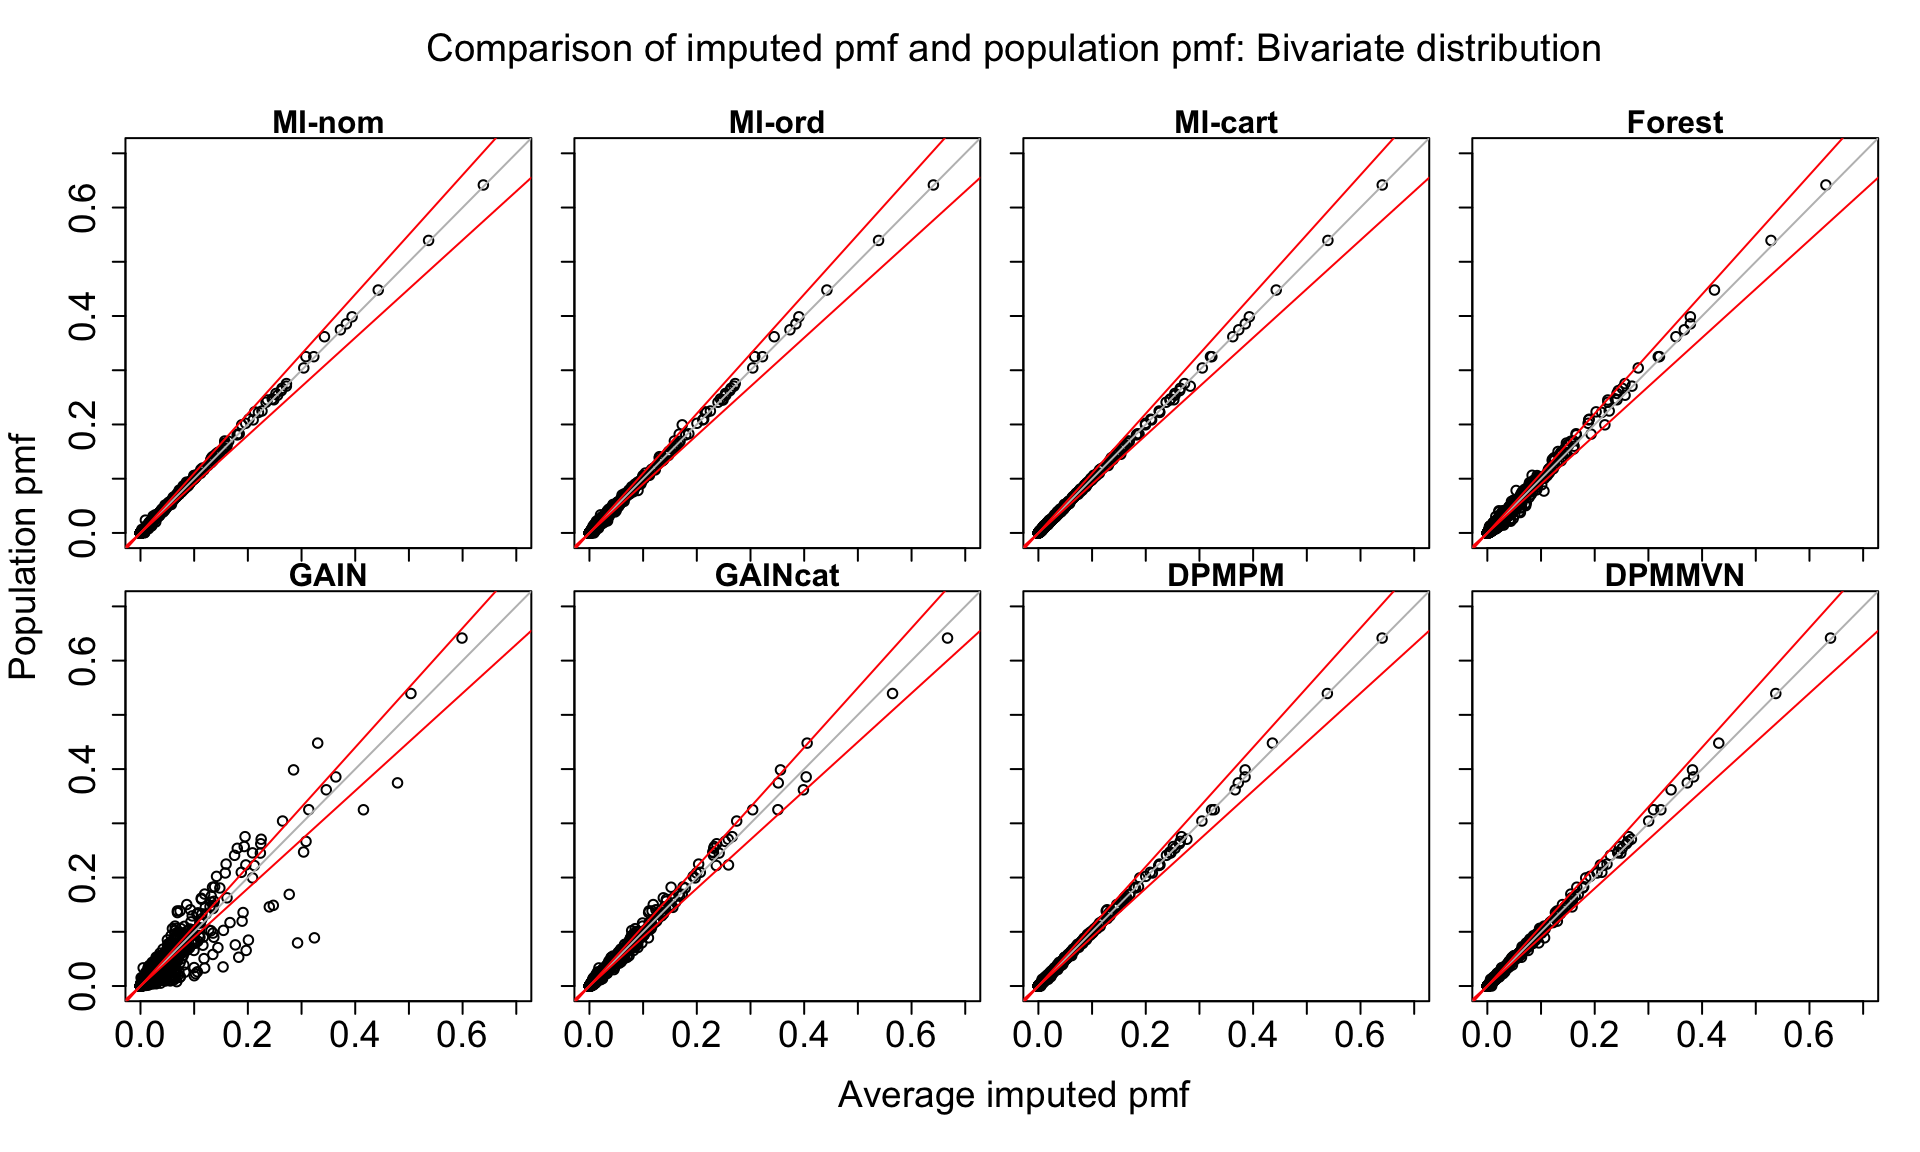 Comparison of imputed pmf and population pmf: Bivariate distribution
MI-nom MI-ord MI-cart Forest
0.6
0.4
0.2
0.0
GAIN GAINcat DPMPM DPMMVN
Population pmf
0.6
0.4
0.2
0.0
0.0 0.2 0.4 0.6 0.0 0.2 0.4 0.6 0.0 0.2 0.4 0.6 0.0 0.2 0.4 0.6
Average imputed pmf